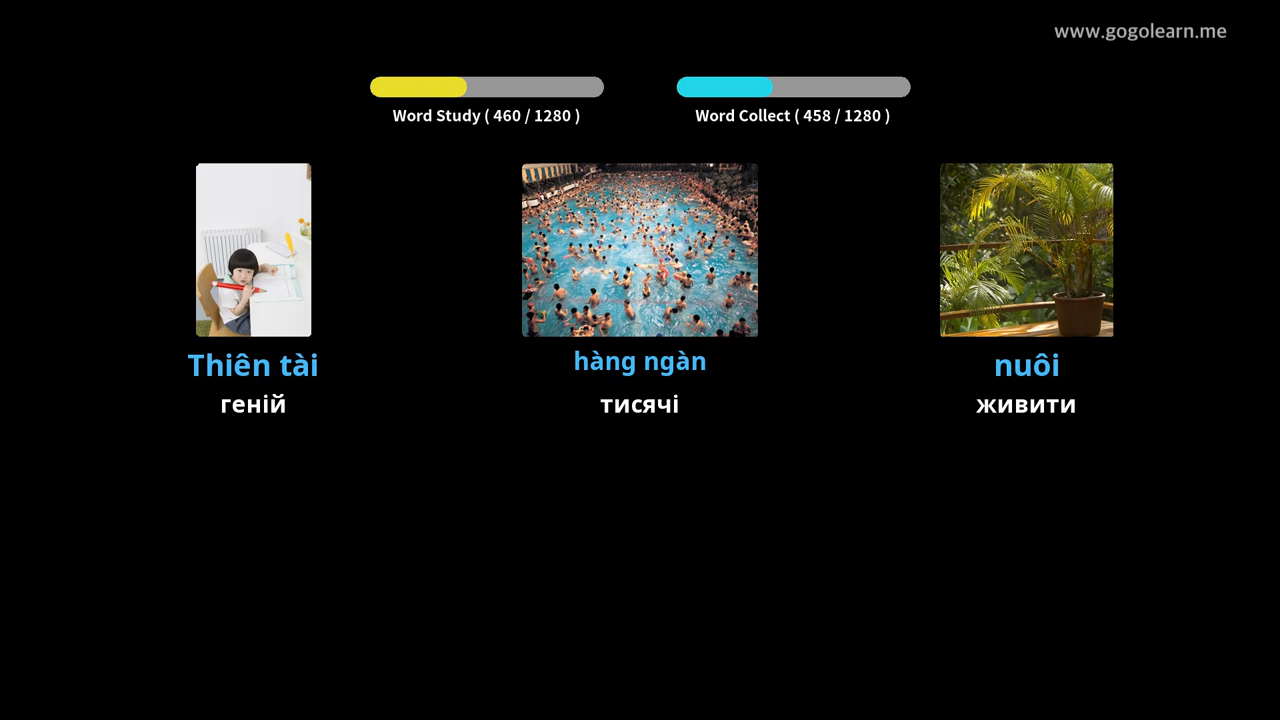 www.gogolearn.me
Word Study ( 460 / 1280 )
Word Collect ( 458 / 1280 )
Thiên tài
геній
hàng ngàn
тисячі
nuôi
живити